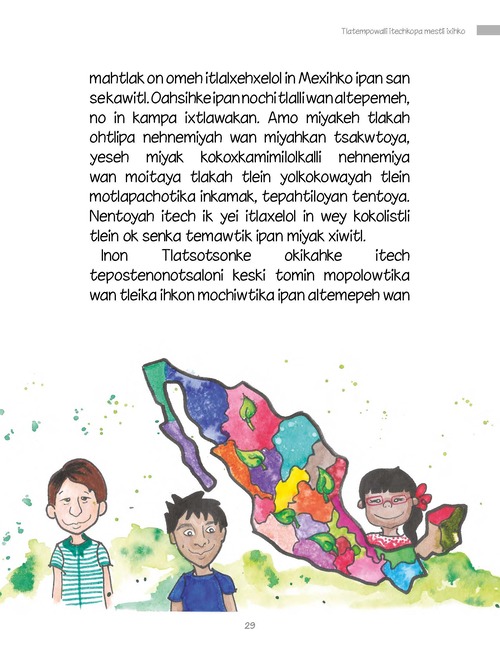 Tlatempowalli itechkopa mestli ixihko
mahtlak on omeh itlalxehxelol in Mexihko ipan san
sekawitl. Oahsihke ipan nochi tlalli wan altepemeh,
no in kampa ixtlawakan. Amo miyakeh tlakah
ohtlipa nehnemiyah wan miyahkan tsakwtoya,
yeseh miyak kokoxkamimilolkalli nehnemiya
wan moitaya tlakah tlein yolkokowayah tlein
motlapachotika inkamak, tepahtiloyan tentoya.
Nentoyah itech ik yei itlaxelol in wey kokolistli
tlein ok senka temawtik ipan miyak xiwitl.
Inon Tlatsotsonke okikahke itech
tepostenonotsaloni keski tomin mopolowtika
wan tleika ihkon mochiwtika ipan altemepeh wan
29